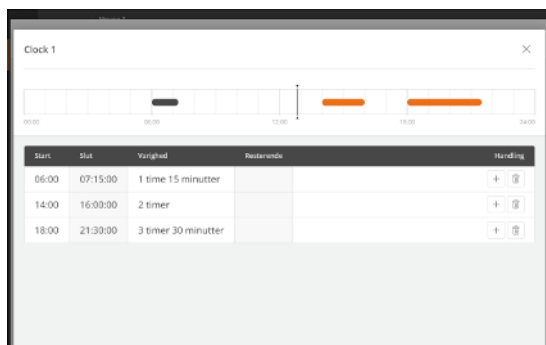 Clock 1
00:00 06:00 12:00 18:00 24:00
Start Slut Varighed Resterende Handling
06:00 07:15:00 1 time 15 minutter
14:00 16:00:00 2 timer
18:00 21:30:00 3 timer 30 minutter